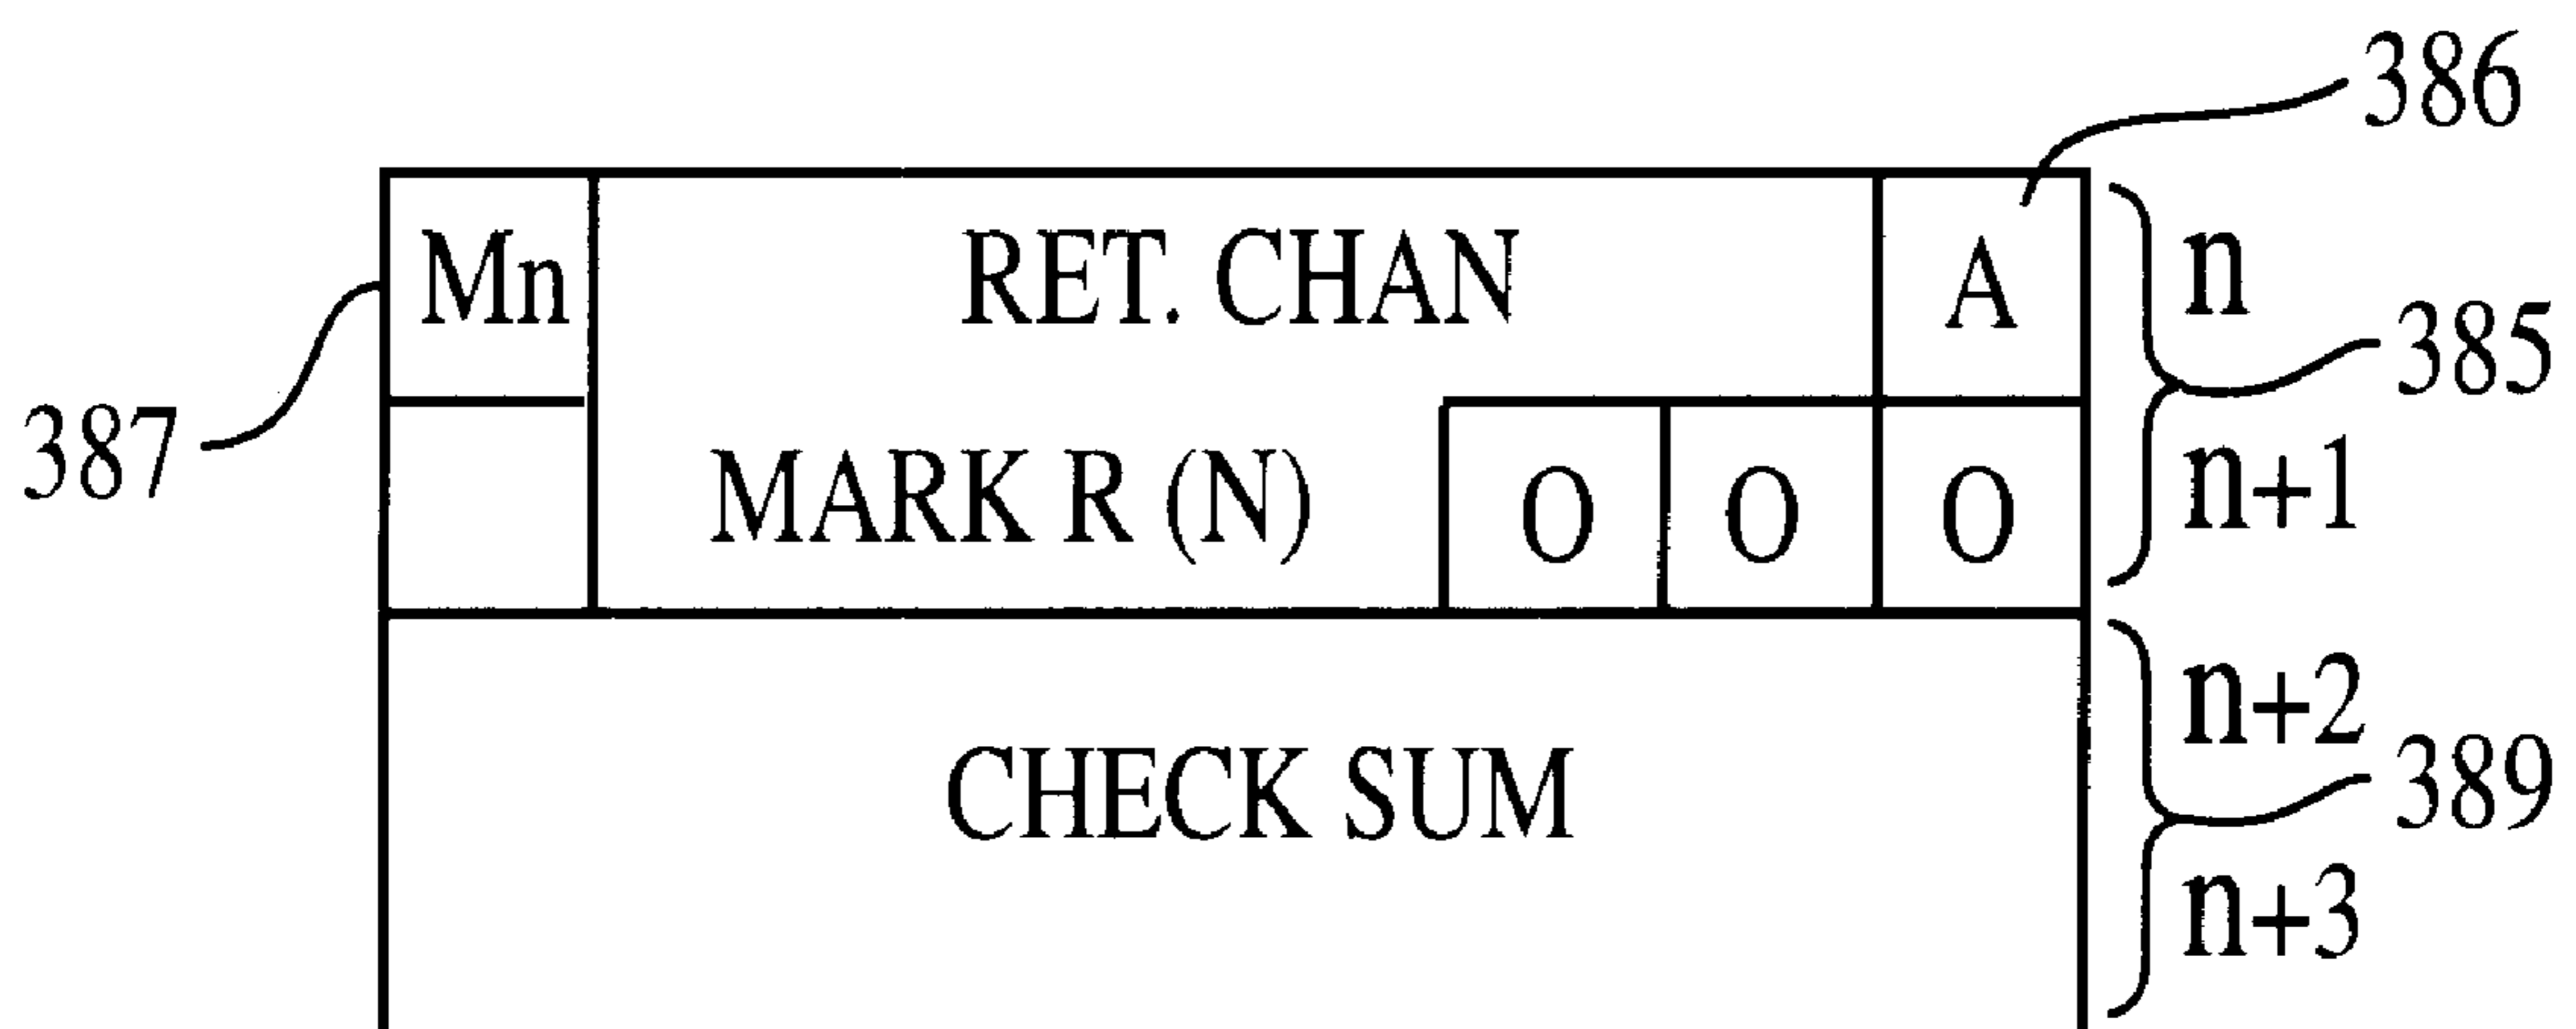 386
Mn RET. CHAN A n
387 385
MARK R (N) O O O n+1
n+2
CHECK SUM 389
n+3